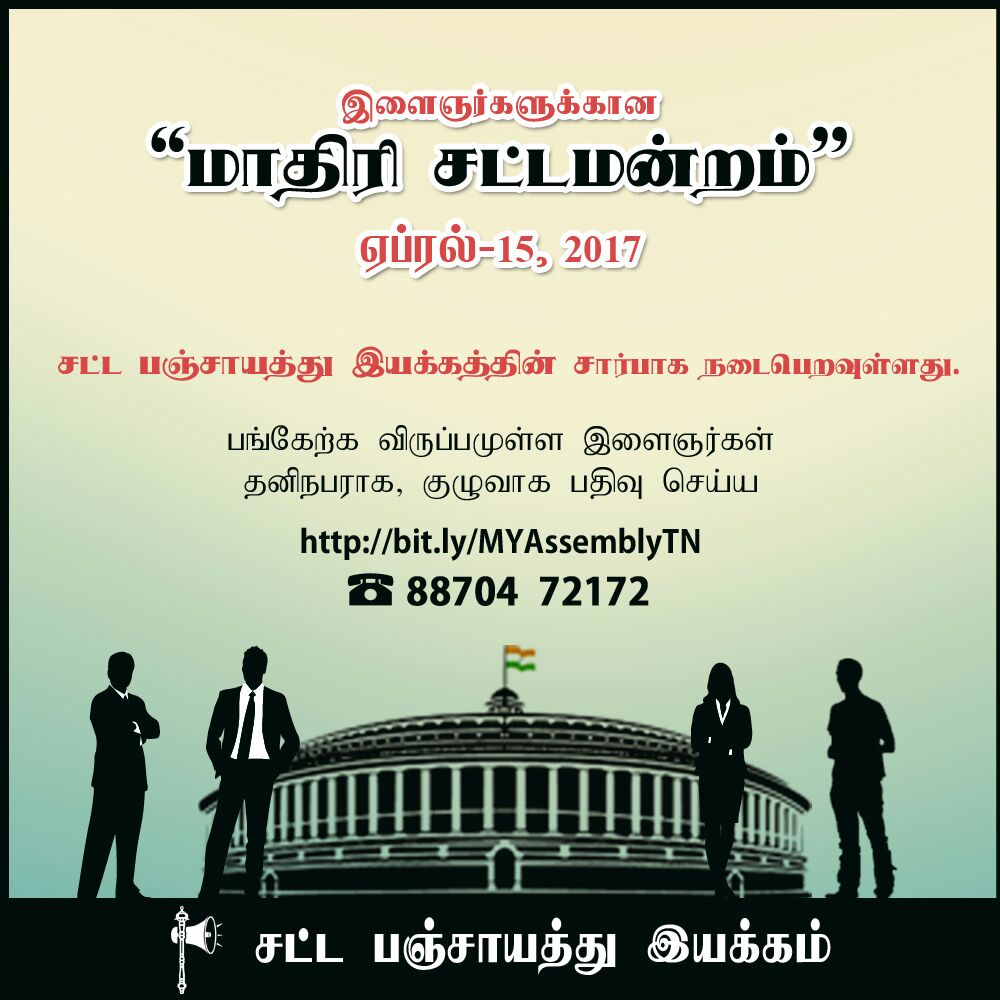 இளைஞர்களுக்கான
“மாதிரி சட்டமன்றம்”
ஏப்ரல்-15, 2017
சட்ட பஞ்சாயத்து இயக்கத்தின் சார்பாக நடைபெறவுள்ளது.
பங்கேற்க விருப்பமுள்ள இளைஞர்கள்
தனிநபராக, குழுவாக பதிவு செய்ய
http://bit.ly/MYAssemblyTN
☎ 88704 72172
சட்ட பஞ்சாயத்து இயக்கம்